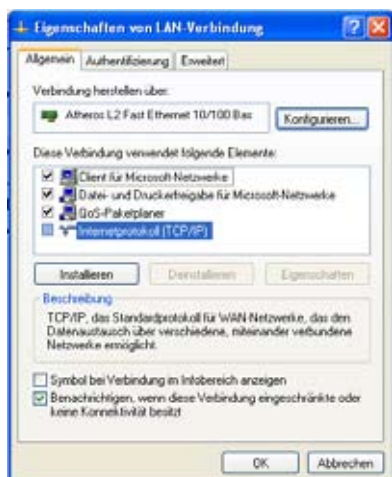 Eigenschaften von LAN-Verbindung
Allgemein Authentifizierung Erweitert
Verbindung herstellen über:
Atheros L2 Fast Ethernet 10/100 Bas
Konfigurieren...
Diese Verbindung verwendet folgende Elemente:
Client für Microsoft-Netzwerke
Datei- und Druckerfreigabe für Microsoft-Netzwerke
QoS-Paketplaner
Internetprotokoll (TCP/IP)
Installieren Deinstallieren Eigenschaften
Beschreibung
TCP/IP, das Standardprotokoll für WAN-Netzwerke, das den
Datenaustausch über verschiedene, miteinander verbundene
Netzwerke ermöglicht.
Symbol bei Verbindung im Infobereich anzeigen
Benachrichtigen, wenn diese Verbindung eingeschränkte oder
keine Konnektivität besitzt
OK Abbrechen